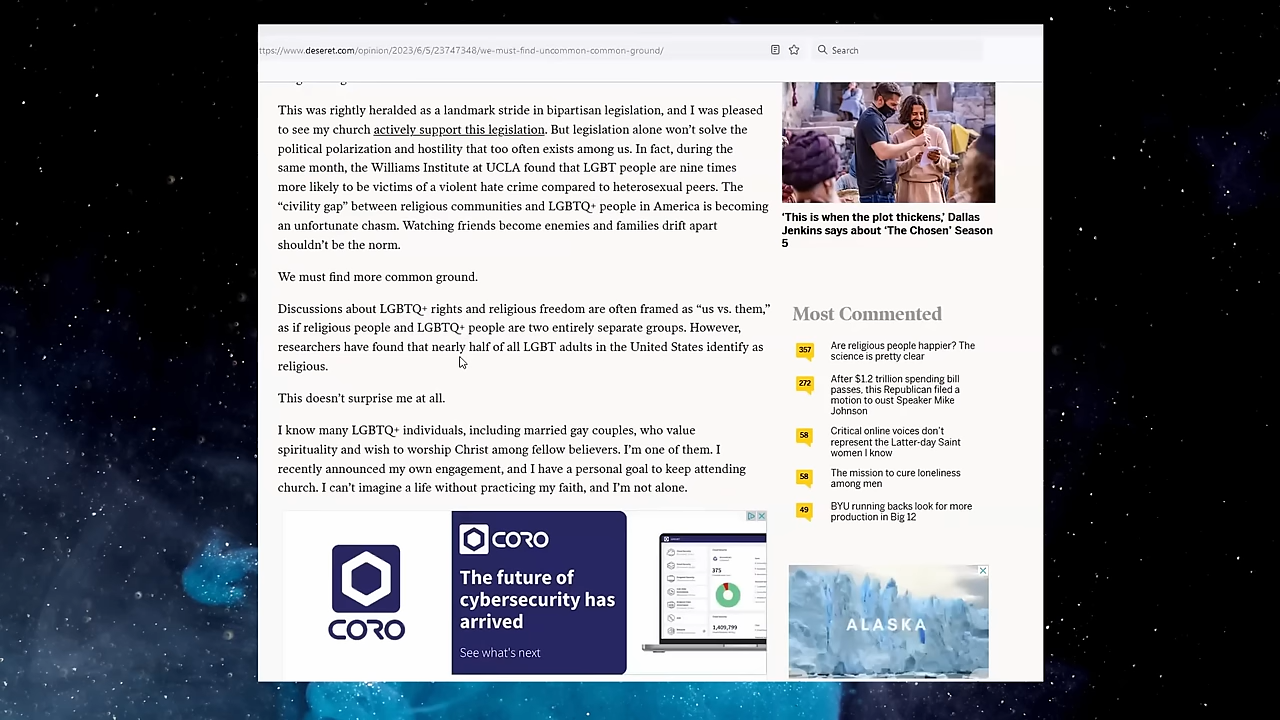 ttps://www.deseret.com/opinion/2023/6/5/23747348/we-must-find-uncommon-common-ground/
Search
This was rightly heralded as a landmark stride in bipartisan legislation, and I was pleased
to see my church actively support this legislation. But legislation alone won’t solve the
political polarization and hostility that too often exists among us. In fact, during the
same month, the Williams Institute at UCLA found that LGBT people are nine times
more likely to be victims of a violent hate crime compared to heterosexual peers. The
“civility gap” between religious communities and LGBTQ+ people in America is becoming
an unfortunate chasm. Watching friends become enemies and families drift apart
shouldn’t be the norm.
We must find more common ground.
Discussions about LGBTQ+ rights and religious freedom are often framed as “us vs. them,”
as if religious people and LGBTQ+ people are two entirely separate groups. However,
researchers have found that nearly half of all LGBT adults in the United States identify as
religious.
This doesn’t surprise me at all.
I know many LGBTQ+ individuals, including married gay couples, who value
spirituality and wish to worship Christ among fellow believers. I’m one of them. I
recently announced my own engagement, and I have a personal goal to keep attending
church. I can’t imagine a life without practicing my faith, and I’m not alone.
CORO
CORO
The future of
cybersecurity has
arrived
See what's next
375
1,409,799
‘This is when the plot thickens,’ Dallas
Jenkins says about ‘The Chosen’ Season
5
Most Commented
357
Are religious people happier? The
science is pretty clear
272
After $1.2 trillion spending bill
passes, this Republican filed a
motion to oust Speaker Mike
Johnson
58
Critical online voices don’t
represent the Latter-day Saint
women I know
58
The mission to cure loneliness
among men
49
BYU running backs look for more
production in Big 12
ALASKA